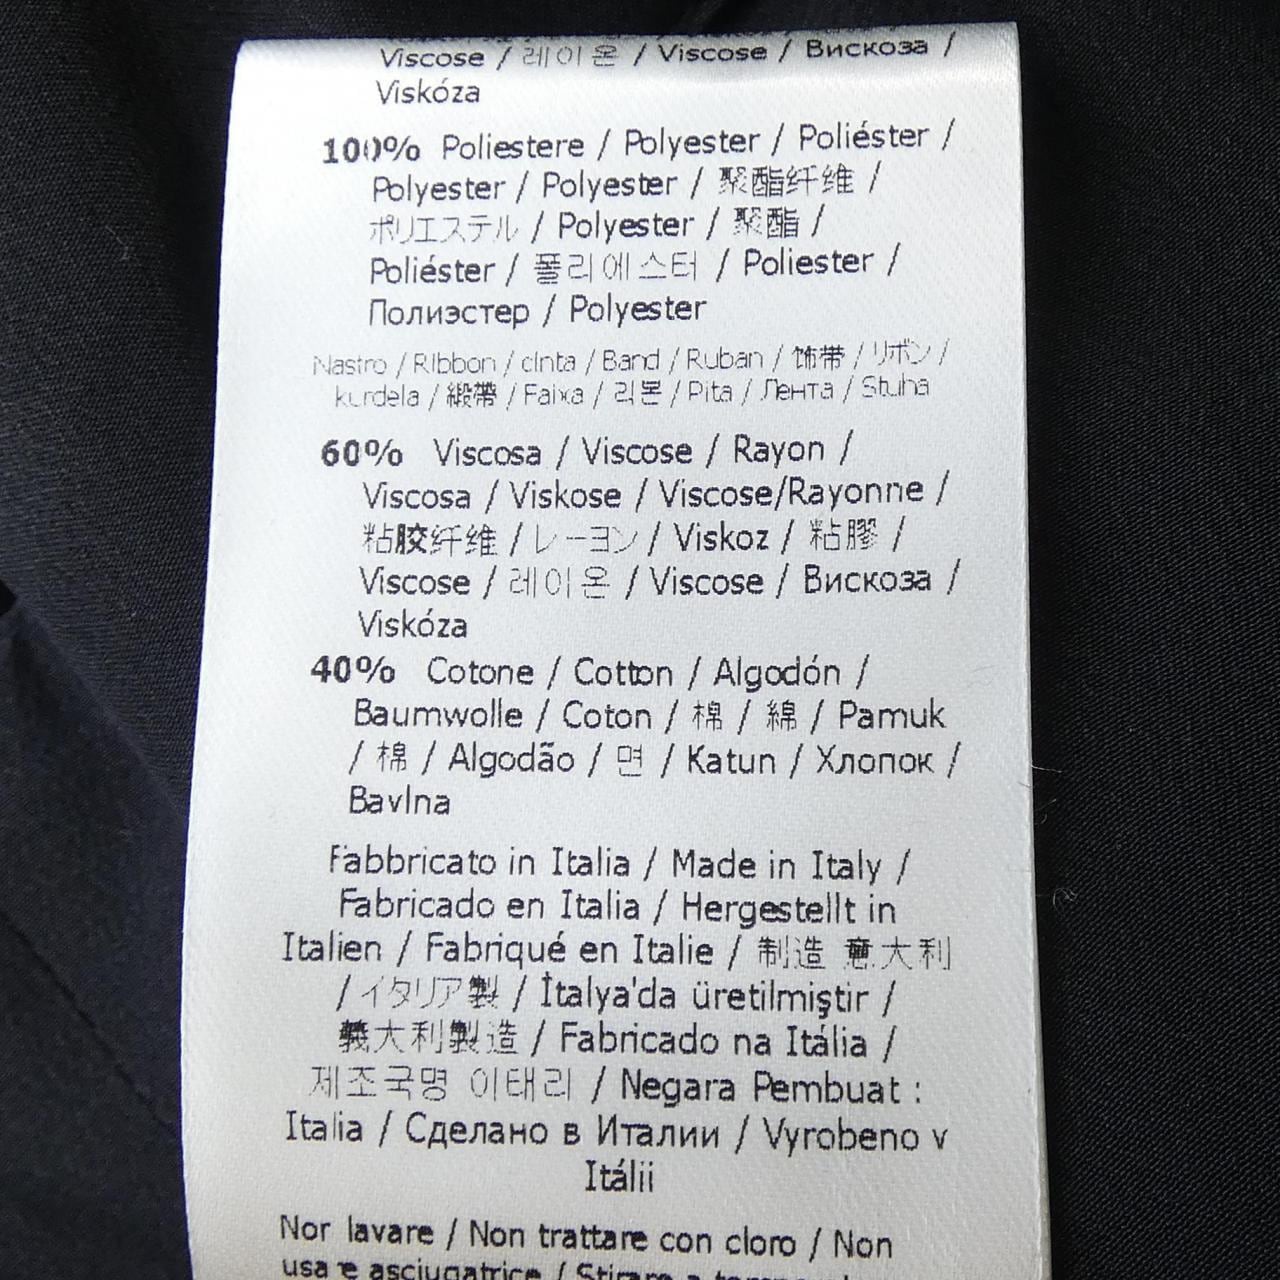 Viscose / 레이온 / Viscose / Вискоза /
Viskóza
100% Poliestere / Polyester / Poliéster /
Polyester / Polyester / 聚酯纤维 /
ポリエステル / Polyester / 聚酯 /
Poliéster / 폴리에스터 / Poliester /
Полиэстер / Polyester
Nastro / Ribbon / cinta / Band / Ruban / 饰带 / リボン /
kurdela / 緞帶 / Faixa / 리본 / Pita / Лента / Stuha
60% Viscosa / Viscose / Rayon /
Viscosa / Viskose / Viscose/Rayonne /
粘胶纤维 / レーヨン / Viskoz / 粘膠 /
Viscose / 레이온 / Viscose / Вискоза /
Viskóza
40% Cotone / Cotton / Algodón /
Baumwolle / Coton / 棉 / 綿 / Pamuk
/ 棉 / Algodão / 면 / Katun / Хлопок /
Bavlna
Fabbricato in Italia / Made in Italy /
Fabricado en Italia / Hergestellt in
Italien / Fabriqué en Italie / 制造 意大利
/ イタリア製 / İtalya'da üretilmiştir /
義大利製造 / Fabricado na Itália /
제조국명 이태리 / Negara Pembuat :
Italia / Сделано в Италии / Vyrobeno v
Itálii
Nor lavare / Non trattare con cloro / Non
usare asciugatrice / Stirare a